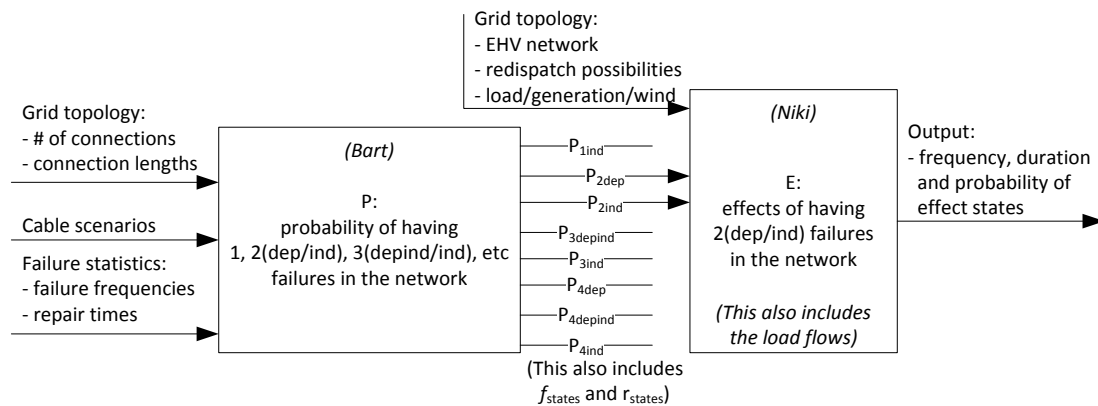 Grid topology:
- EHV network
- redispatch possibilities
- load/generation/wind
Grid topology:
- # of connections
- connection lengths
Cable scenarios
Failure statistics:
- failure frequencies
- repair times
(Bart)
P:
probability of having
1, 2(dep/ind), 3(depind/ind), etc
failures in the network
P1ind
P2dep
P2ind
P3depind
P3ind
P4dep
P4depind
P4ind
(This also includes
fstates and rstates)
(Niki)
E:
effects of having
2(dep/ind) failures
in the network
(This also includes
the load flows)
Output:
- frequency, duration
and probability of
effect states